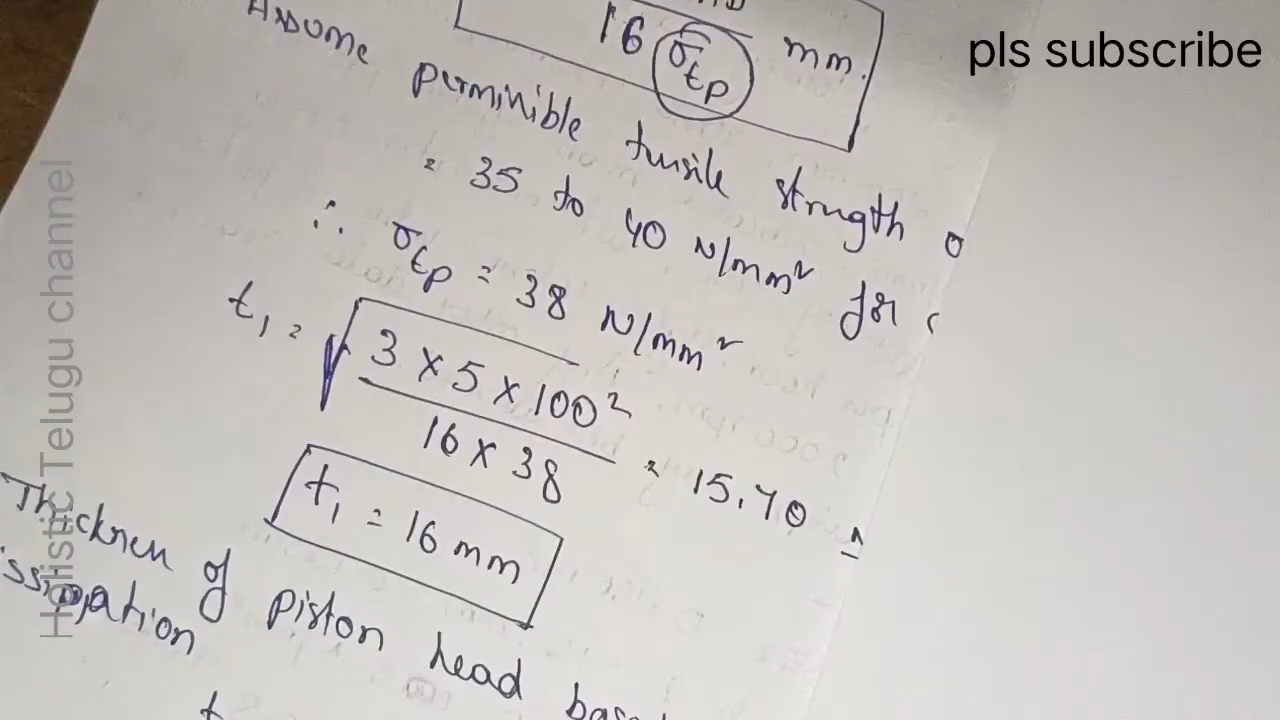 pls subscribe
16 σtp mm.
Assume permissible tensile strength
= 35 to 40 N/mm² for
∴ σtp = 38 N/mm²
t₁ = √
3 × 5 × 100²
16 × 38
= 15.70 ≃
t₁ = 16 mm
Thickness of piston head
ssipation
t
Holistic Telugu channel